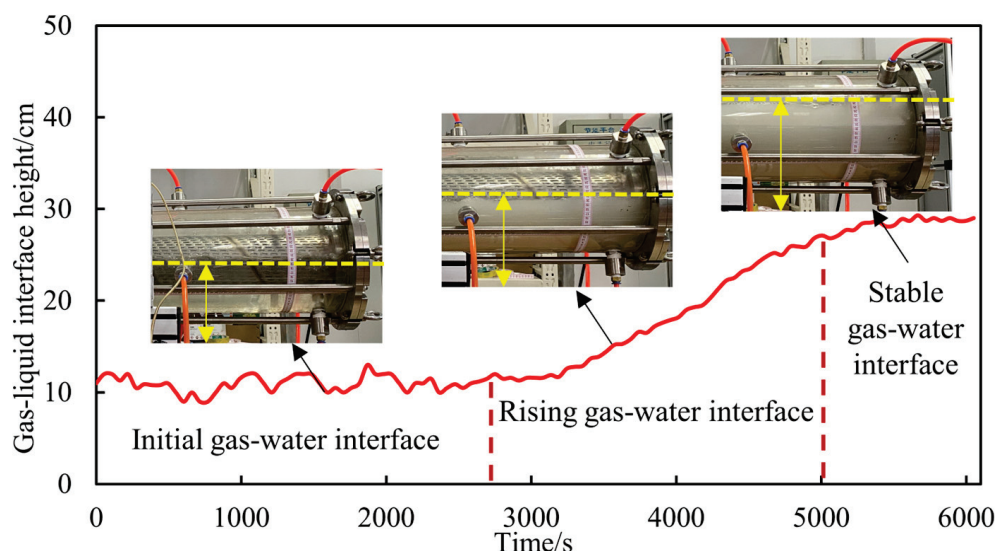 50
40
30
20
10
0
Gas-liquid interface height/cm
Initial gas-water interface
Rising gas-water interface
Stable
gas-water
interface
0 1000 2000 3000 4000 5000 6000
Time/s